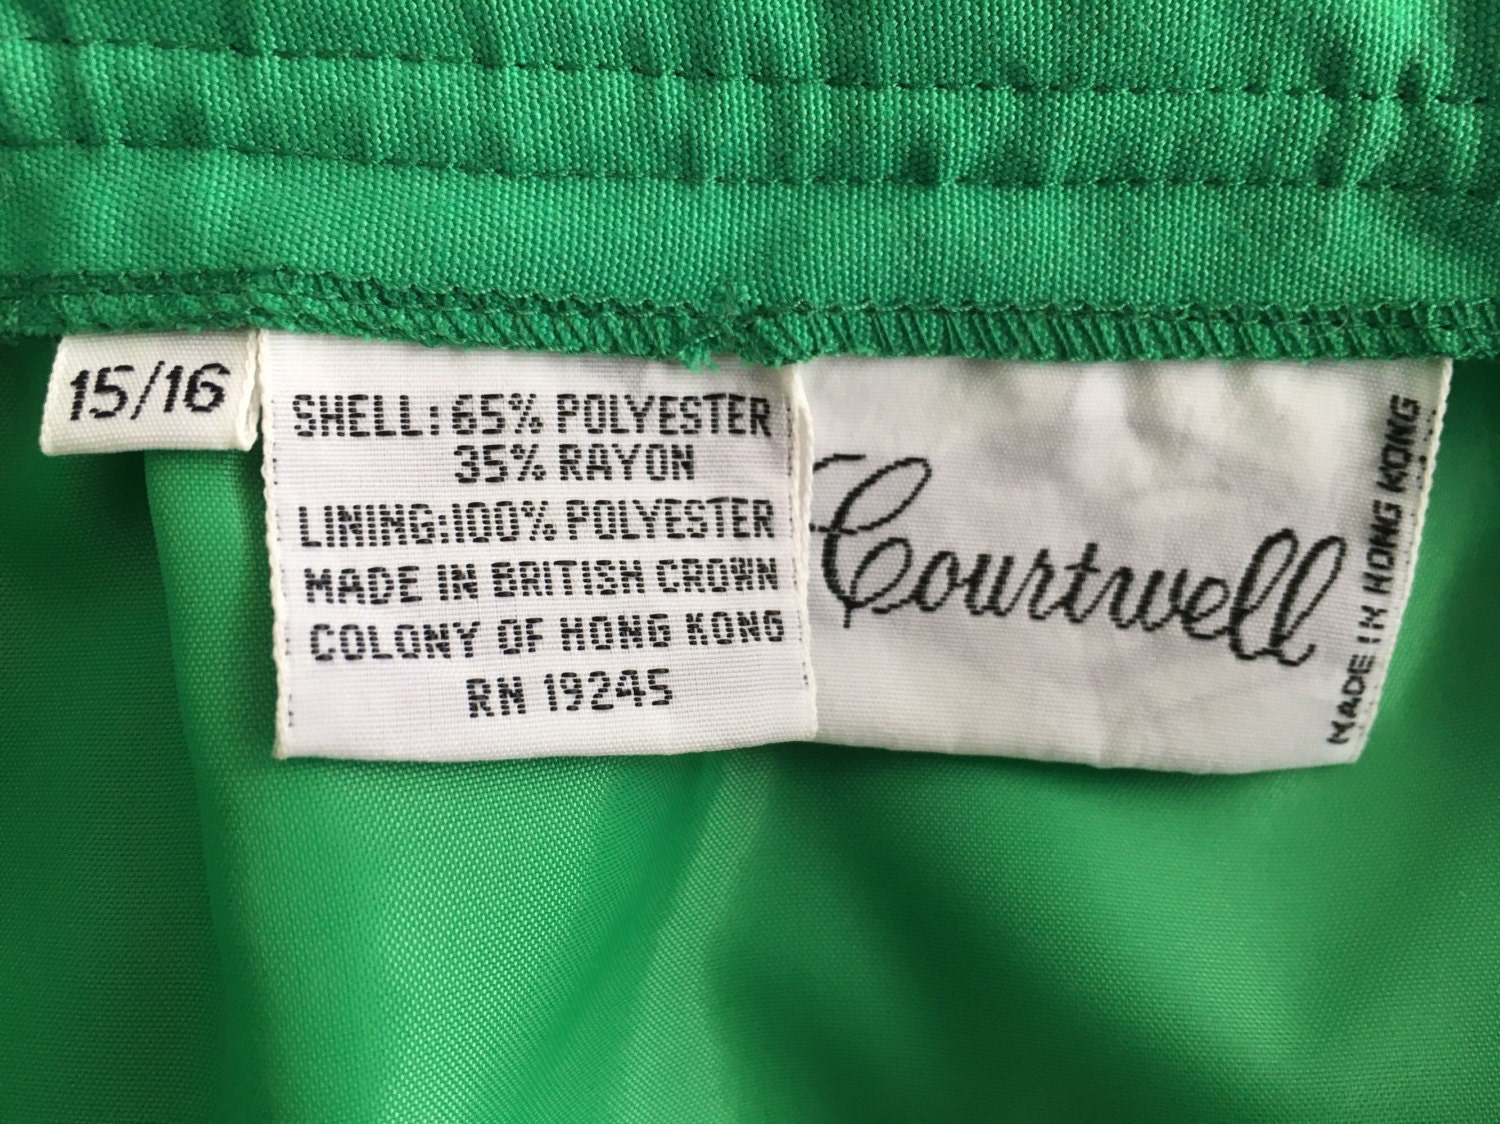 15/16
SHELL: 65% POLYESTER
35% RAYON
LINING: 100% POLYESTER
MADE IN BRITISH CROWN
COLONY OF HONG KONG
RN 19245
Courtwell
MADE IN HONG KONG